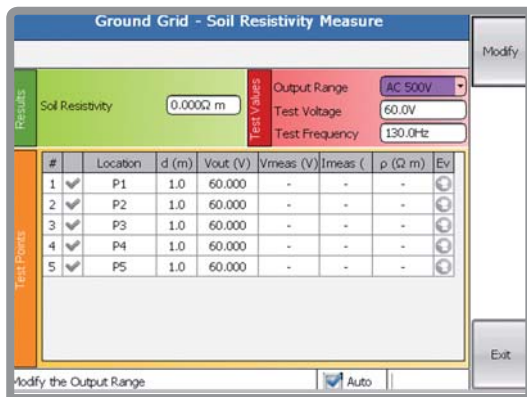 Ground Grid - Soil Resistivity Measure
Modify
Results
Soil Resistivity 0.000Ω m
Test Values
Output Range AC 500V
Test Voltage 60.0V
Test Frequency 130.0Hz
Test Points
# Location d (m) Vout (V) Vmeas (V) Imeas ( ρ (Ω m) Ev
1 P1 1.0 60.000 - - -
2 P2 1.0 60.000 - - -
3 P3 1.0 60.000 - - -
4 P4 1.0 60.000 - - -
5 P5 1.0 60.000 - - -
Exit
Modify the Output Range Auto